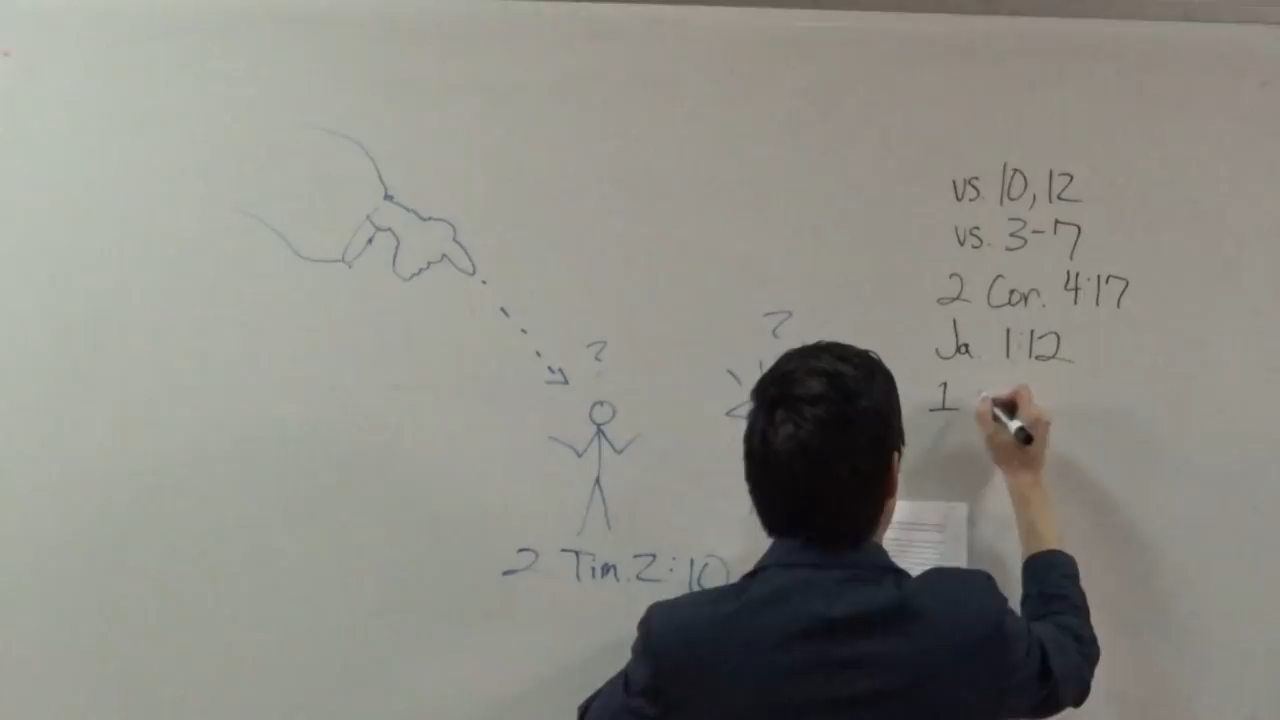 ?
?
2 Tim. 2:10
vs. 10, 12
vs. 3-7
2 Cor. 4:17
Ja. 1:12
1